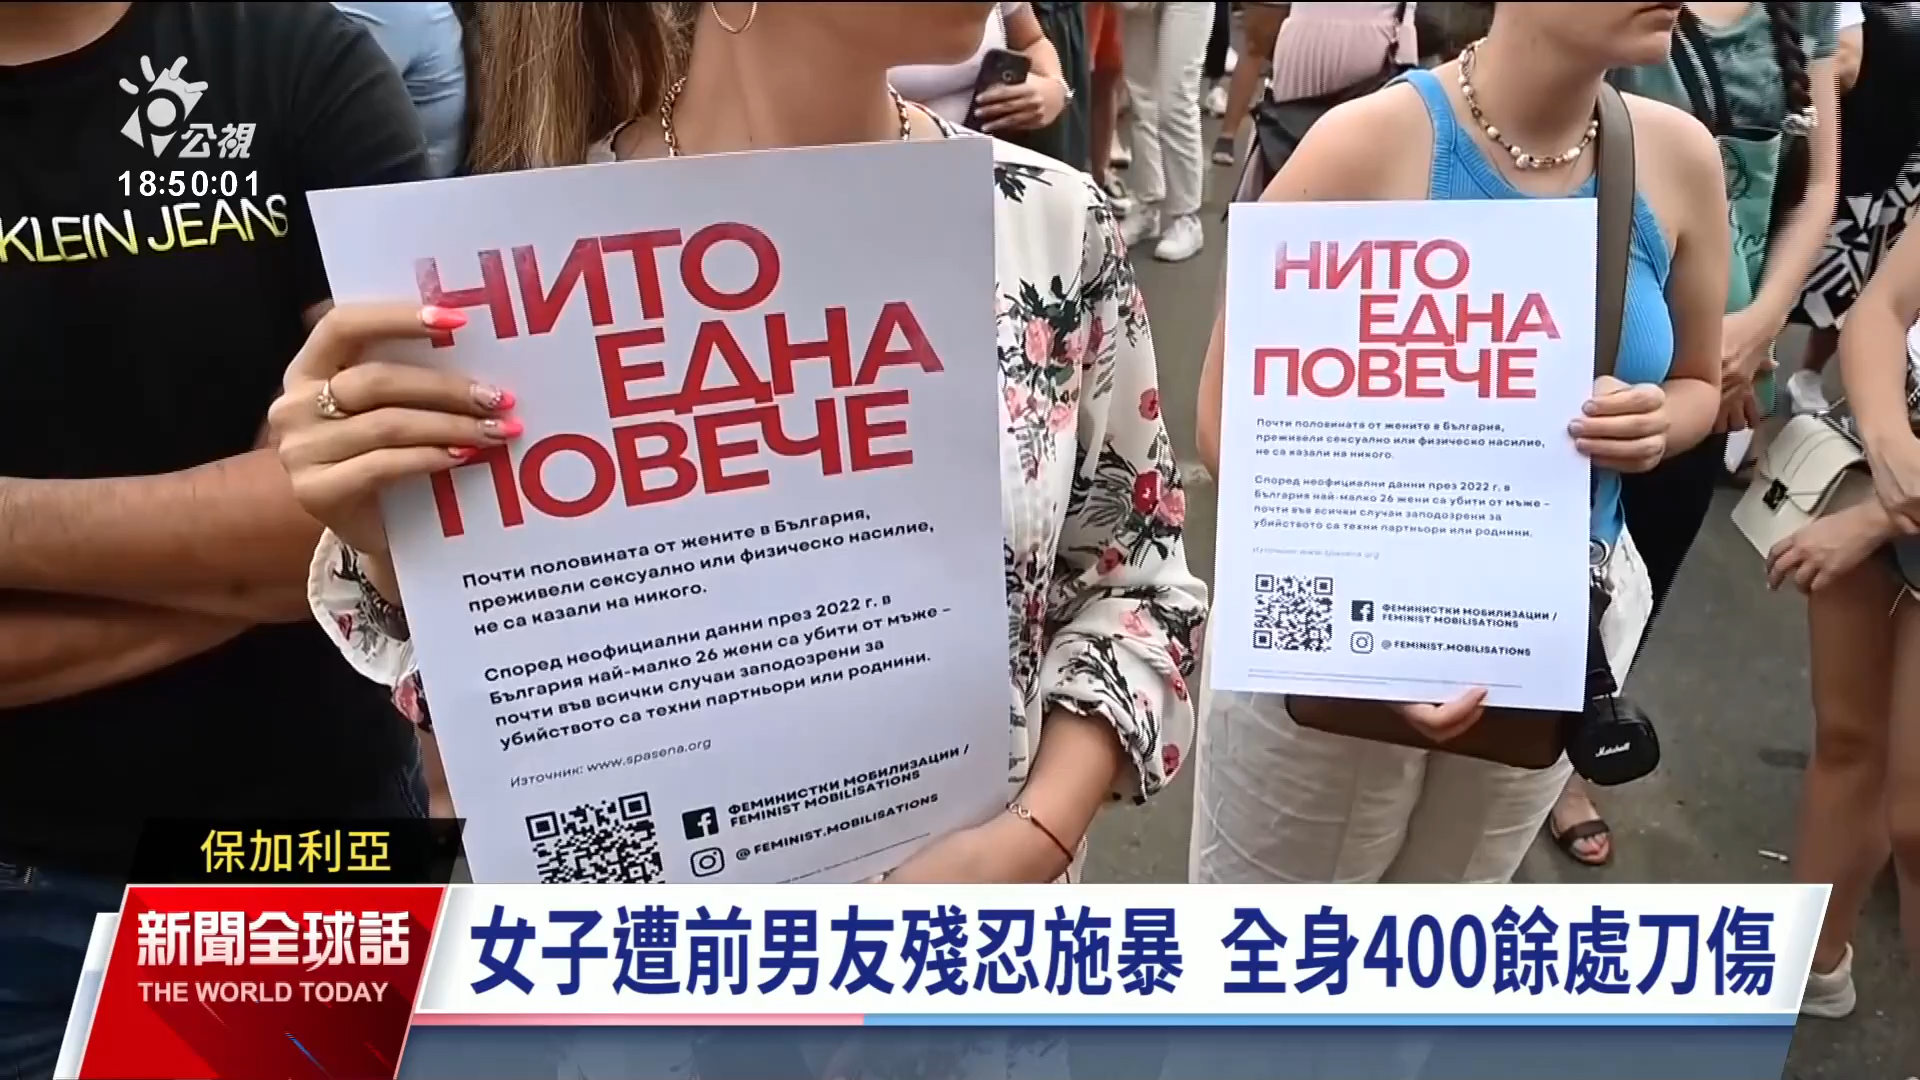 公視
18:50:01
KLEIN JEANS
НИТО
ЕДНА
ПОВЕЧЕ
Почти половината от жените в България,
преживели сексуално или физическо насилие,
не са казали на никого.
Според неофициални данни през 2022 г. в
България най-малко 26 жени са убити от мъже –
почти във всички случаи заподозрени за
убийството са техни партньори или роднини.
Източник: www.spasena.org
ФЕМИНИСТКИ МОБИЛИЗАЦИИ /
FEMINIST MOBILISATIONS
@ FEMINIST.MOBILISATIONS
НИТО
ЕДНА
ПОВЕЧЕ
Почти половината от жените в България,
преживели сексуално или физическо насилие,
не са казали на никого.
Според неофициални данни през 2022 г. в
България най-малко 26 жени са убити от мъже –
почти във всички случаи заподозрени за
убийството са техни партньори или роднини.
Източник: www.spasena.org
ФЕМИНИСТКИ МОБИЛИЗАЦИИ /
FEMINIST MOBILISATIONS
@ FEMINIST.MOBILISATIONS
Marshall
保加利亞
新聞全球話
THE WORLD TODAY
女子遭前男友殘忍施暴 全身400餘處刀傷